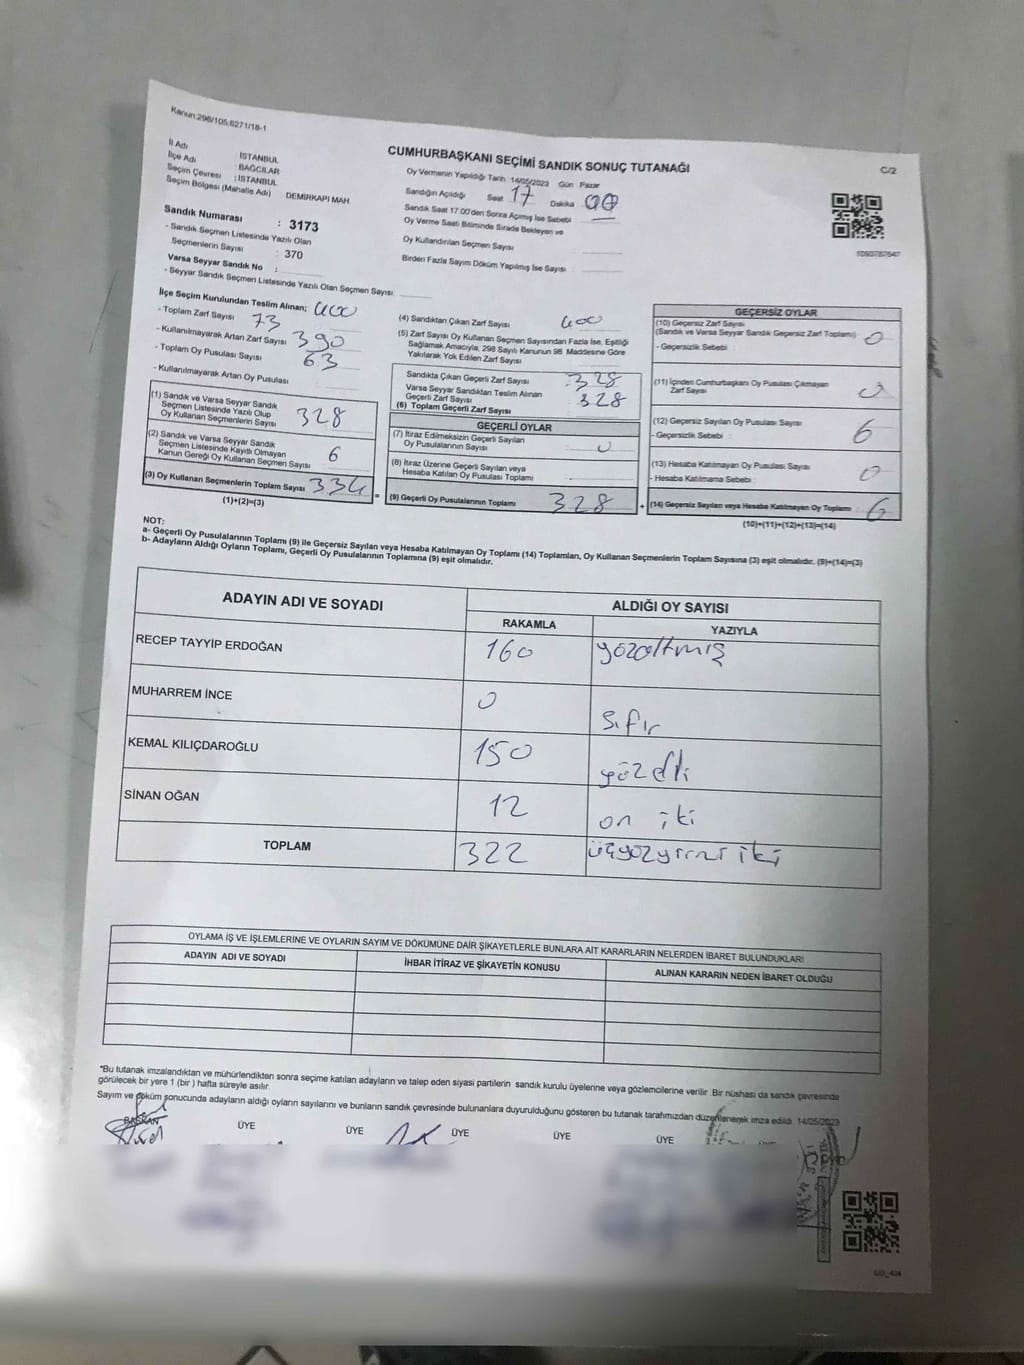 Kanun:298/105,6271/18-1
CUMHURBAŞKANI SEÇİMİ SANDIK SONUÇ TUTANAĞI
C/2
İl Adı : İSTANBUL
İlçe Adı : BAĞCILAR
Seçim Çevresi : İSTANBUL
Seçim Bölgesi (Mahalle Adı) DEMİRKAPI MAH.
Sandık Numarası : 3173
- Sandık Seçmen Listesinde Yazılı Olan
Seçmenlerin Sayısı : 370
Varsa Seyyar Sandık No :
- Seyyar Sandık Seçmen Listesinde Yazılı Olan Seçmen Sayısı
Oy Vermenin Yapıldığı Tarih : 14/05/2023 Gün Pazar
Sandığın Açıldığı Saat 17 Dakika 00
Sandık Saat 17:00'den Sonra Açılmış İse Sebebi
Oy Verme Saati Bitiminde Sırada Bekleyen ve
Oy Kullandırılan Seçmen Sayısı
Birden Fazla Sayım Döküm Yapılmış İse Sayısı
1093787647
İlçe Seçim Kurulundan Teslim Alınan;
- Toplam Zarf Sayısı 400
- Kullanılmayarak Artan Zarf Sayısı 73
- Toplam Oy Pusulası Sayısı 390
- Kullanılmayarak Artan Oy Pusulası 63
(1) Sandık ve Varsa Seyyar Sandık
Seçmen Listesinde Yazılı Olup
Oy Kullanan Seçmenlerin Sayısı 328
(2) Sandık ve Varsa Seyyar Sandık
Seçmen Listesinde Kayıtlı Olmayan
Kanun Gereği Oy Kullanan Seçmen Sayısı 6
(3) Oy Kullanan Seçmenlerin Toplam Sayısı 334 =
(1)+(2)=(3)
(4) Sandıktan Çıkan Zarf Sayısı 400
(5) Zarf Sayısı Oy Kullanan Seçmen Sayısından Fazla İse, Eşitliği
Sağlamak Amacıyla, 298 Sayılı Kanunun 98. Maddesine Göre
Yakılarak Yok Edilen Zarf Sayısı
Sandıkta Çıkan Geçerli Zarf Sayısı : 328
Varsa Seyyar Sandıktan Teslim Alınan
Geçerli Zarf Sayısı : 328
(6) Toplam Geçerli Zarf Sayısı
GEÇERLİ OYLAR
(7) İtiraz Edilmeksizin Geçerli Sayılan
Oy Pusulalarının Sayısı 0
(8) İtiraz Üzerine Geçerli Sayılan veya
Hesaba Katılan Oy Pusulası Toplamı
(9) Geçerli Oy Pusulalarının Toplamı 328 +
GEÇERSİZ OYLAR
(10) Geçersiz Zarf Sayısı
(Sandık ve Varsa Seyyar Sandık Geçersiz Zarf Toplamı) 0
- Geçersizlik Sebebi :
(11) İçinden Cumhurbaşkanı Oy Pusulası Çıkmayan
Zarf Sayısı 0
(12) Geçersiz Sayılan Oy Pusulası Sayısı 6
- Geçersizlik Sebebi :
(13) Hesaba Katılmayan Oy Pusulası Sayısı 0
- Hesaba Katılmama Sebebi :
(14) Geçersiz Sayılan veya Hesaba Katılmayan Oy Toplamı 6
(10)+(11)+(12)+(13)=(14)
NOT:
a- Geçerli Oy Pusulalarının Toplamı (9) ile Geçersiz Sayılan veya Hesaba Katılmayan Oy Toplamı (14) Toplamları, Oy Kullanan Seçmenlerin Toplam Sayısına (3) eşit olmalıdır. (9)+(14)=(3)
b- Adayların Aldığı Oyların Toplamı, Geçerli Oy Pusulalarının Toplamına (9) eşit olmalıdır.
ADAYIN ADI VE SOYADI ALDIĞI OY SAYISI
RAKAMLA YAZIYLA
RECEP TAYYİP ERDOĞAN 160 yüzaltmış
MUHARREM İNCE 0 Sıfır
KEMAL KILIÇDAROĞLU 150 yüz elli
SİNAN OĞAN 12 on iki
TOPLAM 322 üçyüzyirmi iki
OYLAMA İŞ VE İŞLEMLERİNE VE OYLARIN SAYIM VE DÖKÜMÜNE DAİR ŞİKAYETLERLE BUNLARA AİT KARARLARIN NELERDEN İBARET BULUNDUKLARI
ADAYIN ADI VE SOYADI İHBAR İTİRAZ VE ŞİKAYETİN KONUSU ALINAN KARARIN NEDEN İBARET OLDUĞU
*Bu tutanak imzalandıktan ve mühürlendikten sonra seçime katılan adayların ve talep eden siyasi partilerin sandık kurulu üyelerine veya gözlemcilerine verilir. Bir nüshası da sandık çevresinde
görülecek bir yere 1 (bir) hafta süreyle asılır.
Sayım ve döküm sonucunda adayların aldığı oyların sayılarını ve bunların sandık çevresinde bulunanlara duyurulduğunu gösteren bu tutanak tarafımızdan düzenlenerek imza edildi. 14/05/2023
BAŞKAN ÜYE ÜYE ÜYE ÜYE ÜYE ÜYE